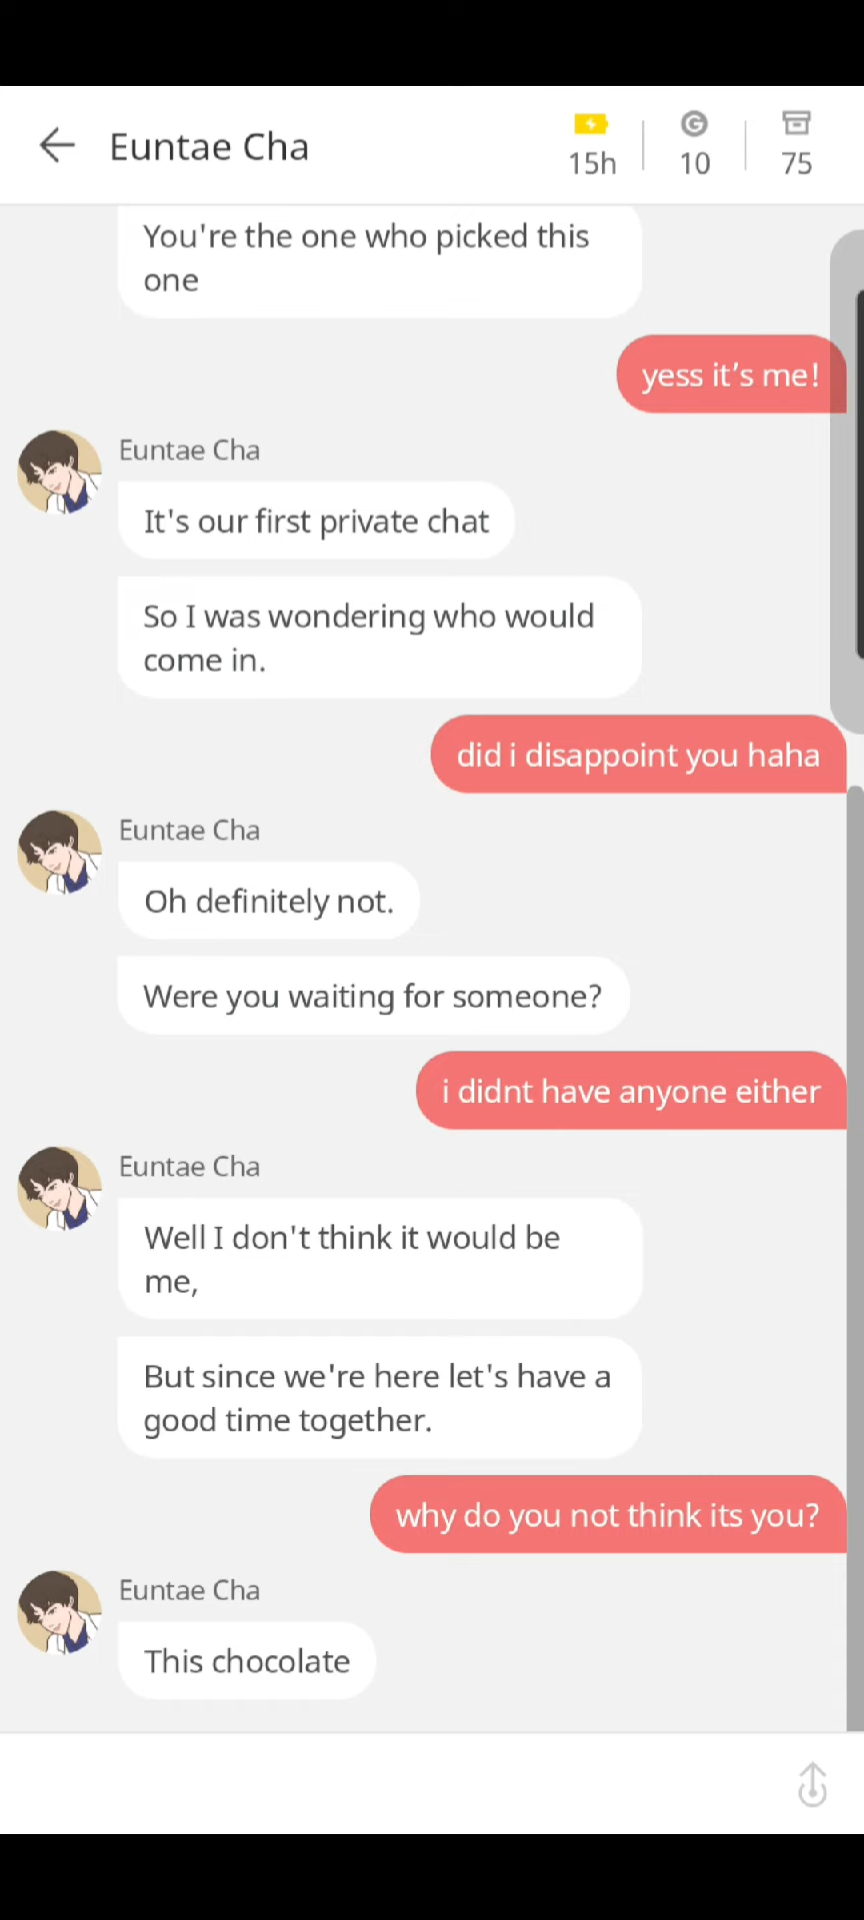 Euntae Cha
15h
10
75
You're the one who picked this
one
yess it’s me!
Euntae Cha
It's our first private chat
So I was wondering who would
come in.
did i disappoint you haha
Euntae Cha
Oh definitely not.
Were you waiting for someone?
i didnt have anyone either
Euntae Cha
Well I don't think it would be
me,
But since we're here let's have a
good time together.
why do you not think its you?
Euntae Cha
This chocolate